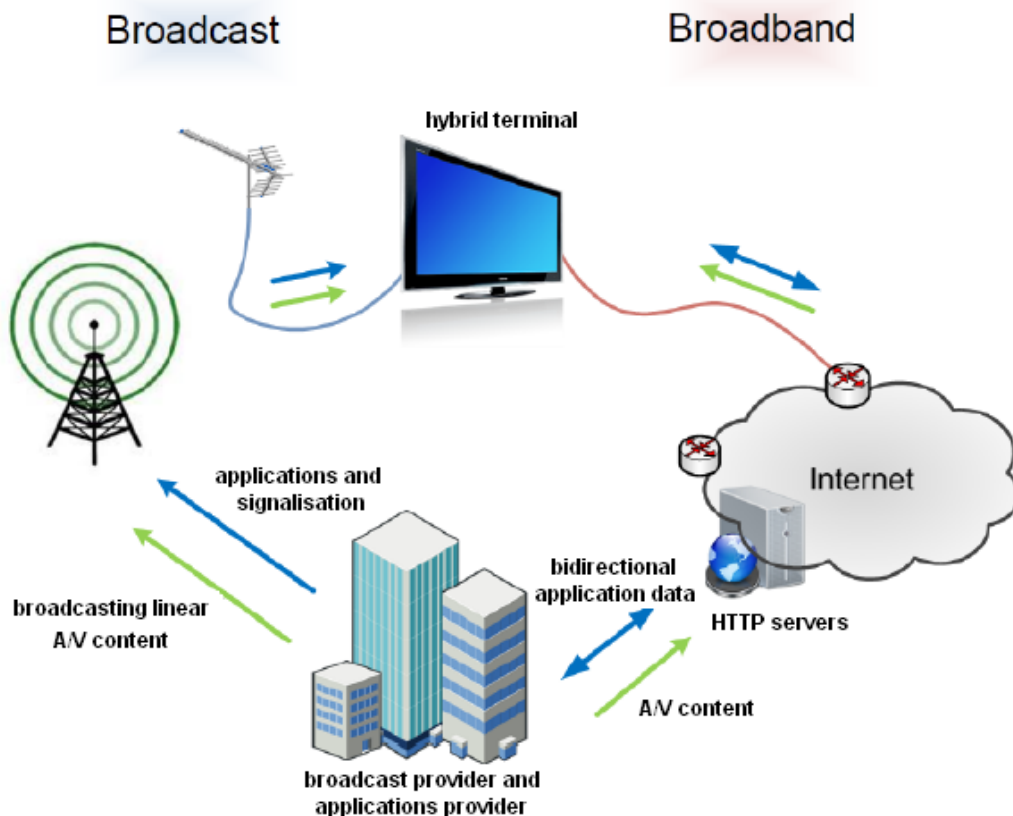 Broadcast
Broadband
hybrid terminal
applications and
signalisation
Internet
bidirectional
application data
broadcasting linear
A/V content
HTTP servers
A/V content
broadcast provider and
applications provider